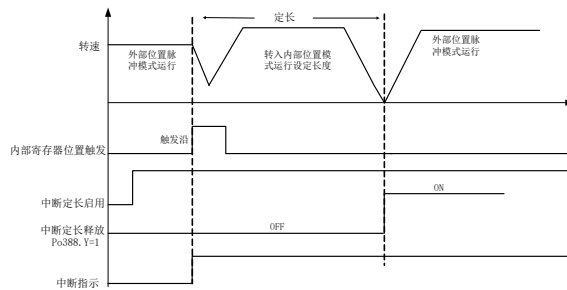 定长
转速
外部位置脉
冲模式运行
转入内部位置模
式运行设定长度
外部位置脉
冲模式运行
触发沿
内部寄存器位置触发
ON
中断定长启用
中断定长释放
Po388.Y=1
OFF
中断指示